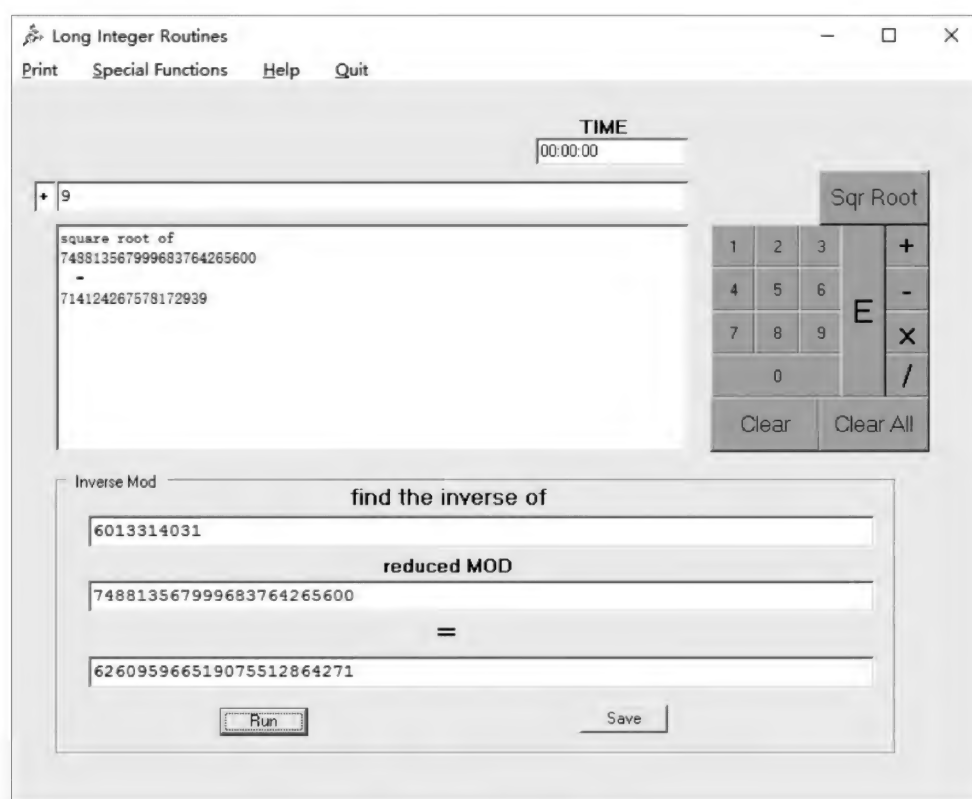 Long Integer Routines
Print Special Functions Help Quit
TIME
00:00:00
+ 9
Sqr Root
square root of
748813567999683764265600
=
714124267578172939
1 2 3 +
4 5 6 E -
7 8 9 X
0 /
Clear Clear All
Inverse Mod
find the inverse of
6013314031
reduced MOD
748813567999683764265600
=
626095966519075512864271
Run Save